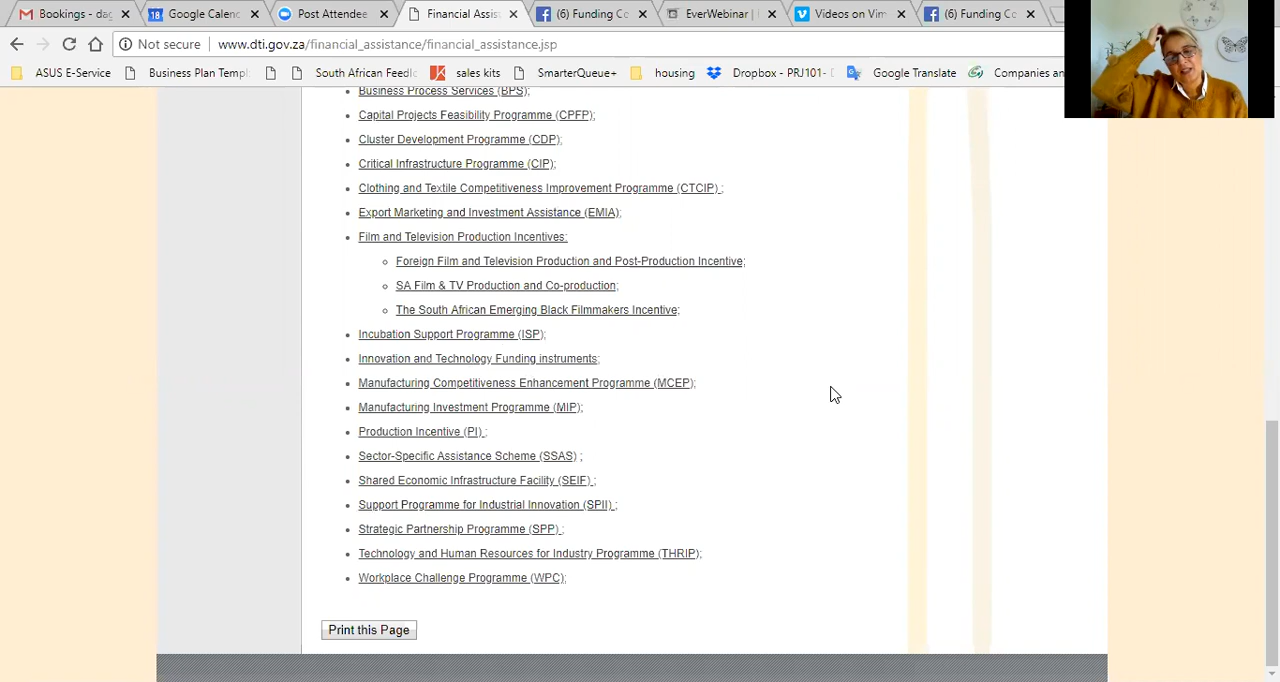 Bookings - dag
18 Google Calenc
Post Attendee
Financial Assis
(6) Funding Co
EverWebinar |
Videos on Vim
(6) Funding Co
Not secure www.dti.gov.za/financial_assistance/financial_assistance.jsp
ASUS E-Service Business Plan Templ South African Feedl sales kits SmarterQueue+ housing Dropbox - PRJ101- Google Translate Companies an
Business Process Services (BPS);
Capital Projects Feasibility Programme (CPFP);
Cluster Development Programme (CDP);
Critical Infrastructure Programme (CIP);
Clothing and Textile Competitiveness Improvement Programme (CTCIP) ;
Export Marketing and Investment Assistance (EMIA);
Film and Television Production Incentives:
Foreign Film and Television Production and Post-Production Incentive;
SA Film & TV Production and Co-production;
The South African Emerging Black Filmmakers Incentive;
Incubation Support Programme (ISP);
Innovation and Technology Funding instruments;
Manufacturing Competitiveness Enhancement Programme (MCEP);
Manufacturing Investment Programme (MIP);
Production Incentive (PI) ;
Sector-Specific Assistance Scheme (SSAS) ;
Shared Economic Infrastructure Facility (SEIF) ;
Support Programme for Industrial Innovation (SPII) ;
Strategic Partnership Programme (SPP) ;
Technology and Human Resources for Industry Programme (THRIP);
Workplace Challenge Programme (WPC);
Print this Page